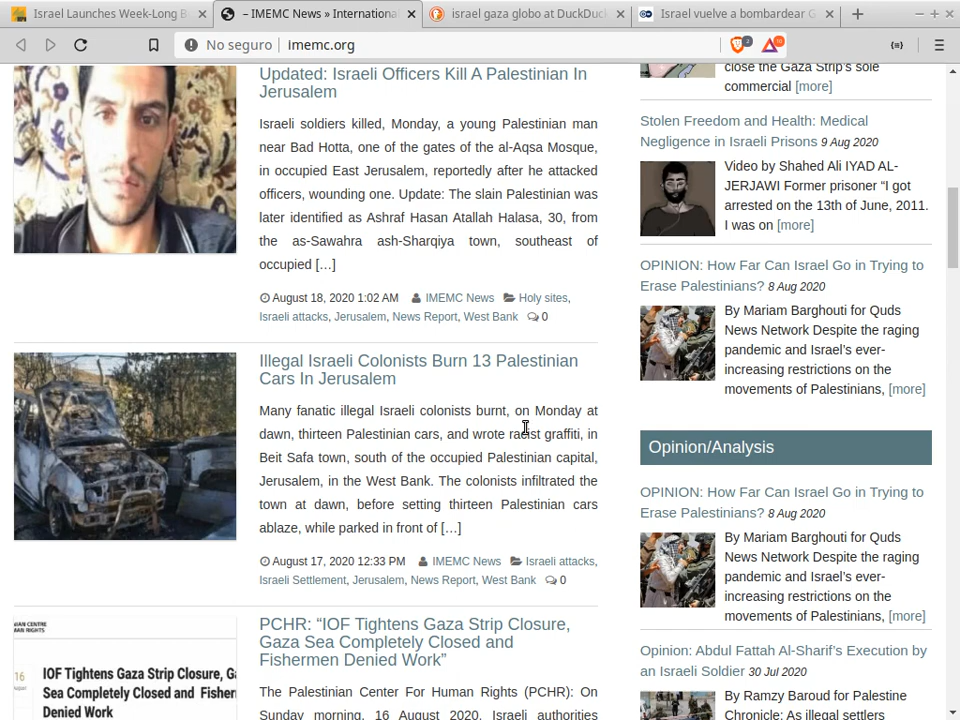 Israel Launches Week-Long B
– IMEMC News » Internationa
israel gaza globo at DuckDuc
Israel vuelve a bombardear G
No seguro
imemc.org
Updated: Israeli Officers Kill A Palestinian In
Jerusalem
Israeli soldiers killed, Monday, a young Palestinian man
near Bad Hotta, one of the gates of the al-Aqsa Mosque,
in occupied East Jerusalem, reportedly after he attacked
officers, wounding one. Update: The slain Palestinian was
later identified as Ashraf Hasan Atallah Halasa, 30, from
the as-Sawahra ash-Sharqiya town, southeast of
occupied […]
August 18, 2020 1:02 AM IMEMC News Holy sites,
Israeli attacks, Jerusalem, News Report, West Bank 0
Illegal Israeli Colonists Burn 13 Palestinian
Cars In Jerusalem
Many fanatic illegal Israeli colonists burnt, on Monday at
dawn, thirteen Palestinian cars, and wrote racist graffiti, in
Beit Safa town, south of the occupied Palestinian capital,
Jerusalem, in the West Bank. The colonists infiltrated the
town at dawn, before setting thirteen Palestinian cars
ablaze, while parked in front of […]
August 17, 2020 12:33 PM IMEMC News Israeli attacks,
Israeli Settlement, Jerusalem, News Report, West Bank 0
IOF Tightens Gaza Strip Closure, Ga
Sea Completely Closed and Fisherm
Denied Work
16
PCHR: “IOF Tightens Gaza Strip Closure,
Gaza Sea Completely Closed and
Fishermen Denied Work”
The Palestinian Center For Human Rights (PCHR): On
Sunday morning, 16 August 2020, Israeli authorities
close the Gaza Strip’s sole
commercial [more]
Stolen Freedom and Health: Medical
Negligence in Israeli Prisons 9 Aug 2020
Video by Shahed Ali IYAD AL-
JERJAWI Former prisoner “I got
arrested on the 13th of June, 2011.
I was on [more]
OPINION: How Far Can Israel Go in Trying to
Erase Palestinians? 8 Aug 2020
By Mariam Barghouti for Quds
News Network Despite the raging
pandemic and Israel’s ever-
increasing restrictions on the
movements of Palestinians, [more]
Opinion/Analysis
OPINION: How Far Can Israel Go in Trying to
Erase Palestinians? 8 Aug 2020
By Mariam Barghouti for Quds
News Network Despite the raging
pandemic and Israel’s ever-
increasing restrictions on the
movements of Palestinians, [more]
Opinion: Abdul Fattah Al-Sharif’s Execution by
an Israeli Soldier 30 Jul 2020
By Ramzy Baroud for Palestine
Chronicle: As illegal settlers